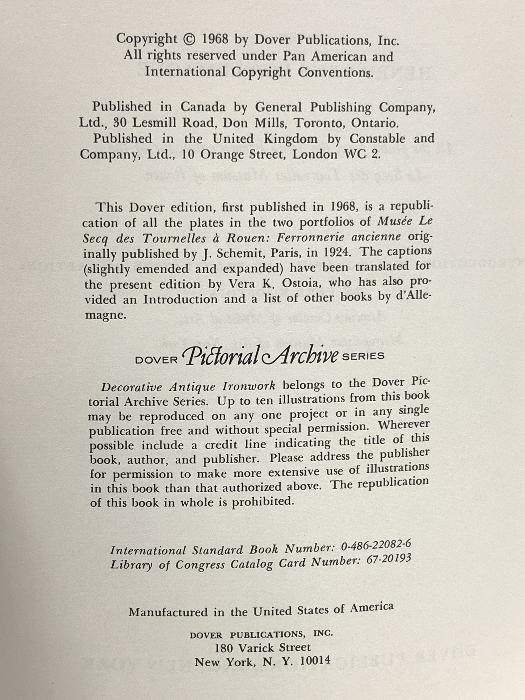 Copyright © 1968 by Dover Publications, Inc.
All rights reserved under Pan American and
International Copyright Conventions.
Published in Canada by General Publishing Company,
Ltd., 30 Lesmill Road, Don Mills, Toronto, Ontario.
Published in the United Kingdom by Constable and
Company, Ltd., 10 Orange Street, London WC 2.
This Dover edition, first published in 1968, is a republi-
cation of all the plates in the two portfolios of Musée Le
Secq des Tournelles à Rouen: Ferronnerie ancienne orig-
inally published by J. Schemit, Paris, in 1924. The captions
(slightly emended and expanded) have been translated for
the present edition by Vera K. Ostoia, who has also pro-
vided an Introduction and a list of other books by d'Alle-
magne.
DOVER Pictorial Archive SERIES
Decorative Antique Ironwork belongs to the Dover Pic-
torial Archive Series. Up to ten illustrations from this book
may be reproduced on any one project or in any single
publication free and without special permission. Wherever
possible include a credit line indicating the title of this
book, author, and publisher. Please address the publisher
for permission to make more extensive use of illustrations
in this book than that authorized above. The republication
of this book in whole is prohibited.
International Standard Book Number: 0-486-22082-6
Library of Congress Catalog Card Number: 67-20193
Manufactured in the United States of America
DOVER PUBLICATIONS, INC.
180 Varick Street
New York, N. Y. 10014